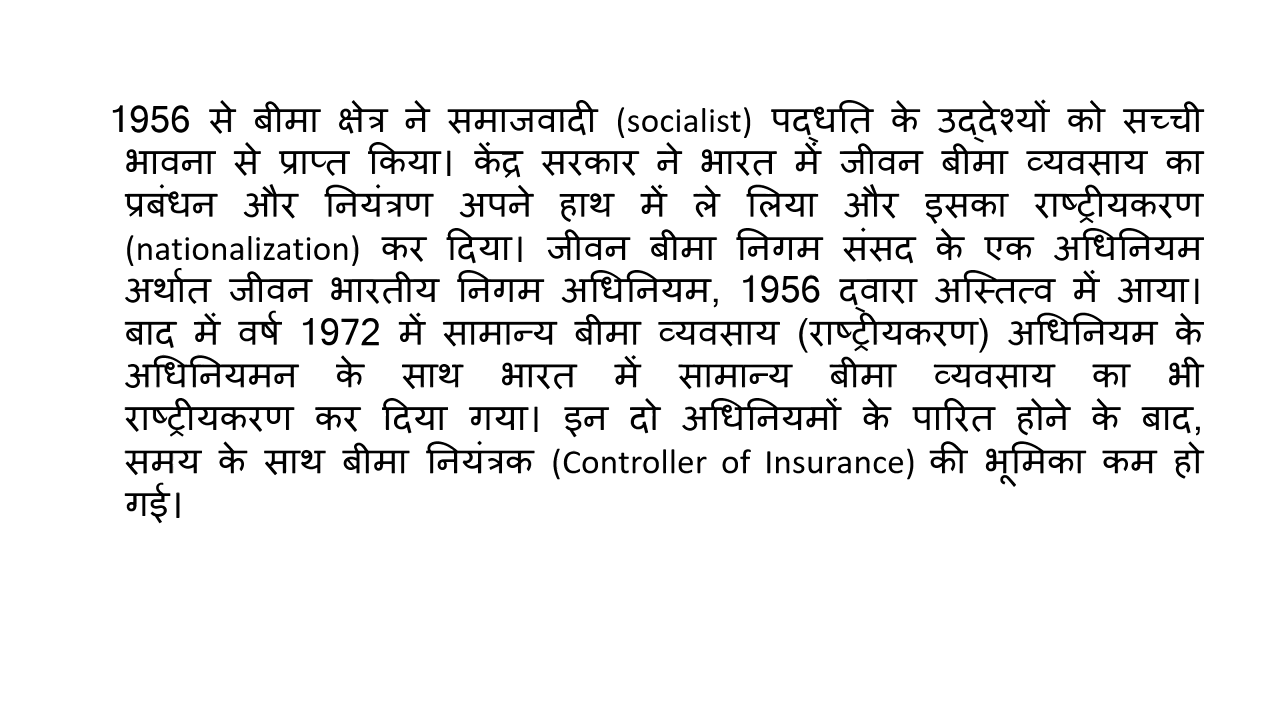 1956 से बीमा क्षेत्र ने समाजवादी (socialist) पद्धति के उद्देश्यों को सच्ची
भावना से प्राप्त किया। केंद्र सरकार ने भारत में जीवन बीमा व्यवसाय का
प्रबंधन और नियंत्रण अपने हाथ में ले लिया और इसका राष्ट्रीयकरण
(nationalization) कर दिया। जीवन बीमा निगम संसद के एक अधिनियम
अर्थात जीवन भारतीय निगम अधिनियम, 1956 द्वारा अस्तित्व में आया।
बाद में वर्ष 1972 में सामान्य बीमा व्यवसाय (राष्ट्रीयकरण) अधिनियम के
अधिनियमन के साथ भारत में सामान्य बीमा व्यवसाय का भी
राष्ट्रीयकरण कर दिया गया। इन दो अधिनियमों के पारित होने के बाद,
समय के साथ बीमा नियंत्रक (Controller of Insurance) की भूमिका कम हो
गई।